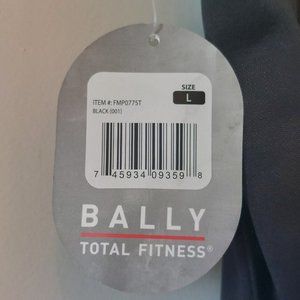 SIZE
L
ITEM #: FMP0775T
BLACK (001)
7 45934 09359 8
BALLY
TOTAL FITNESS®